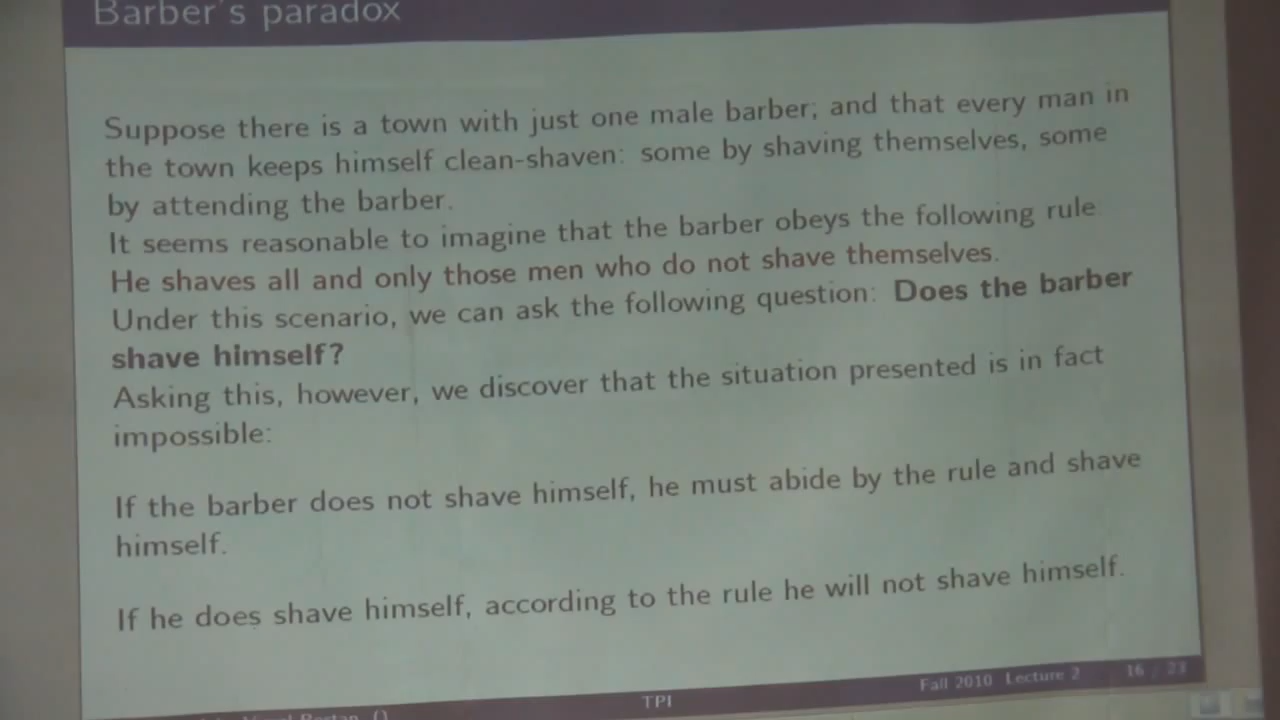 Barber's paradox
Suppose there is a town with just one male barber; and that every man in
the town keeps himself clean-shaven: some by shaving themselves, some
by attending the barber.
It seems reasonable to imagine that the barber obeys the following rule
He shaves all and only those men who do not shave themselves.
Under this scenario, we can ask the following question: Does the barber
shave himself?
Asking this, however, we discover that the situation presented is in fact
impossible:
If the barber does not shave himself, he must abide by the rule and shave
himself.
If he does shave himself, according to the rule he will not shave himself.
TPI
Fall 2010 Lecture 2 16 / 23